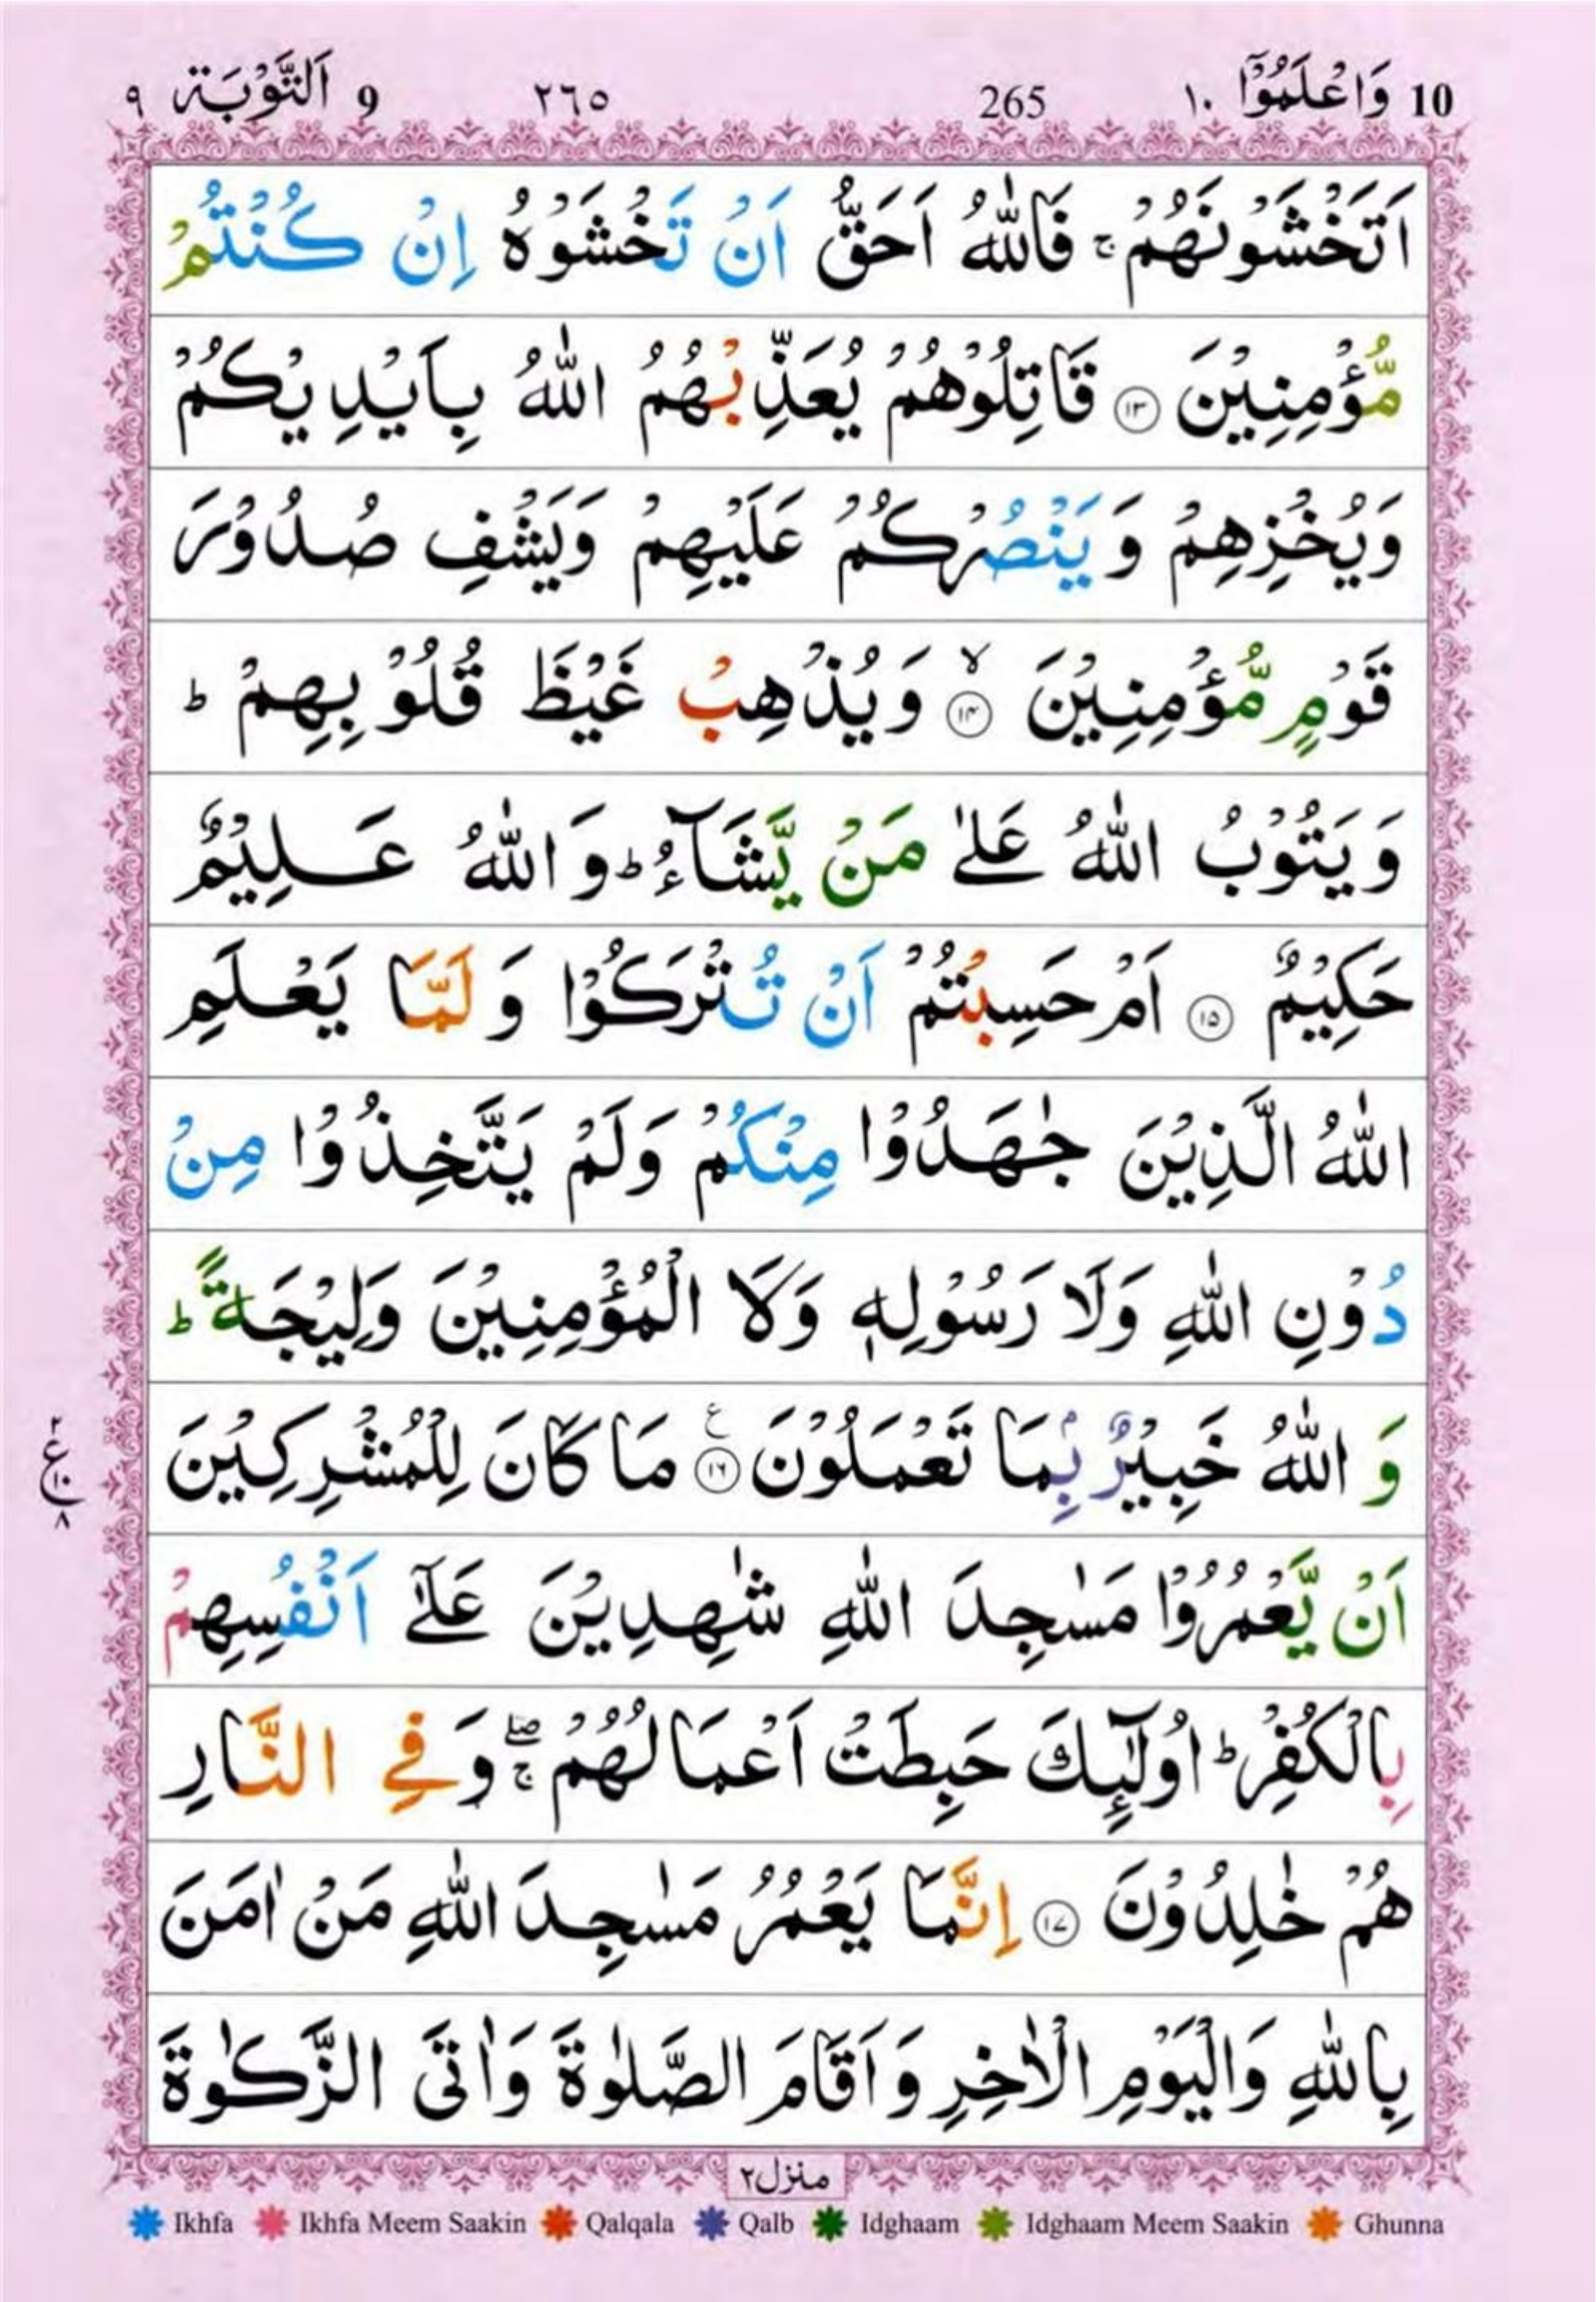 10 وَاعْلَمُوْٓا ١٠ 265 ٢٦٥ 9 اَلتَّوْبَة ٩
اَتَخْشَوْنَهُمْ ۚ فَاللّٰهُ اَحَقُّ اَنْ تَخْشَوْهُ اِنْ كُنْتُمْ
مُّؤْمِنِيْنَ ﴿١٣﴾ قَاتِلُوْهُمْ يُعَذِّبْهُمُ اللّٰهُ بِاَيْدِيْكُمْ
وَيُخْزِهِمْ وَيَنْصُرْكُمْ عَلَيْهِمْ وَيَشْفِ صُدُوْرَ
قَوْمٍ مُّؤْمِنِيْنَ ۙ﴿١٤﴾ وَيُذْهِبْ غَيْظَ قُلُوْبِهِمْ ؕ
وَيَتُوْبُ اللّٰهُ عَلٰى مَنْ يَّشَآءُ ؕ وَاللّٰهُ عَلِيْمٌ
حَكِيْمٌ ﴿١٥﴾ اَمْ حَسِبْتُمْ اَنْ تُتْرَكُوْا وَلَمَّا يَعْلَمِ
اللّٰهُ الَّذِيْنَ جٰهَدُوْا مِنْكُمْ وَلَمْ يَتَّخِذُوْا مِنْ
دُوْنِ اللّٰهِ وَلَا رَسُوْلِهٖ وَلَا الْمُؤْمِنِيْنَ وَلِيْجَةً ؕ
وَاللّٰهُ خَبِيْرٌۢ بِمَا تَعْمَلُوْنَ ﴿١٦﴾ ع مَا كَانَ لِلْمُشْرِكِيْنَ
٢ ع ١٠ ٨
اَنْ يَّعْمُرُوْا مَسٰجِدَ اللّٰهِ شٰهِدِيْنَ عَلٰٓى اَنْفُسِهِمْ
بِالْكُفْرِ ؕ اُولٰٓئِكَ حَبِطَتْ اَعْمَالُهُمْ ۖۚ وَفِى النَّارِ
هُمْ خٰلِدُوْنَ ﴿١٧﴾ اِنَّمَا يَعْمُرُ مَسٰجِدَ اللّٰهِ مَنْ اٰمَنَ
بِاللّٰهِ وَالْيَوْمِ الْاٰخِرِ وَاَقَامَ الصَّلٰوةَ وَاٰتَى الزَّكٰوةَ
منزل٢
Ikhfa Ikhfa Meem Saakin Qalqala Qalb Idghaam Idghaam Meem Saakin Ghunna